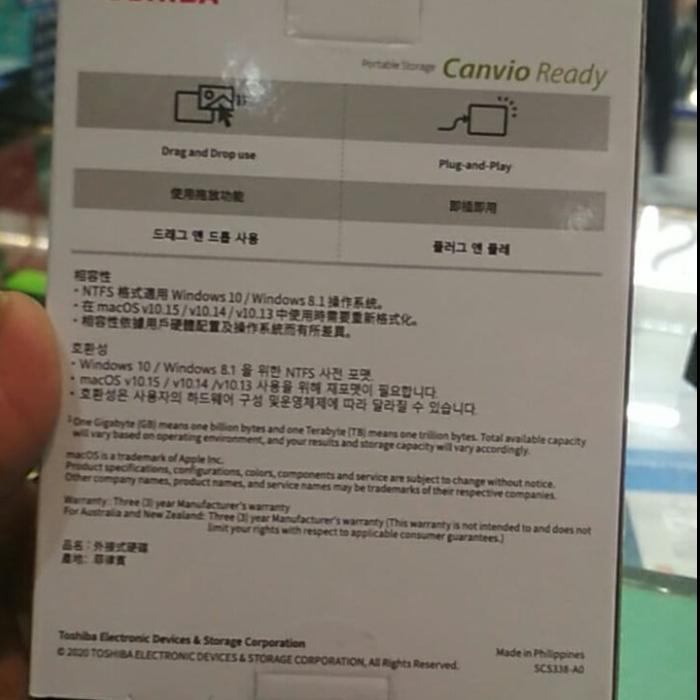 TOSHIBA
Portable Storage Canvio Ready
Drag and Drop use
Plug-and-Play
使用拖放功能
即插即用
드래그 앤 드롭 사용
플러그 앤 플레
相容性
· NTFS 格式適用 Windows 10 / Windows 8.1 操作系統。
· 在 macOS v10.15 / v10.14 / v10.13 中使用時需要重新格式化。
· 相容性依據用戶硬體配置及操作系統而有所差異。
호환성
· Windows 10 / Windows 8.1 을 위한 NTFS 사전 포맷
· macOS v10.15 / v10.14 /v10.13 사용을 위해 재포맷이 필요합니다
· 호환성은 사용자의 하드웨어 구성 및운영체제에 따라 달라질 수 있습니다
¹One Gigabyte (GB) means one billion bytes and one Terabyte (TB) means one trillion bytes. Total available capacity
will vary based on operating environment, and your results and storage capacity will vary accordingly.
macOS is a trademark of Apple Inc.
Product specifications, configurations, colors, components and service are subject to change without notice.
Other company names, product names, and service names may be trademarks of their respective companies.
Warranty: Three (3) year Manufacturer's warranty
For Australia and New Zealand: Three (3) year Manufacturer's warranty (This warranty is not intended to and does not
limit your rights with respect to applicable consumer guarantees.)
品名：外接式硬碟
產地：菲律賓
Toshiba Electronic Devices & Storage Corporation
© 2020 TOSHIBA ELECTRONIC DEVICES & STORAGE CORPORATION, All Rights Reserved.
Made in Philippines
SCS338-A0